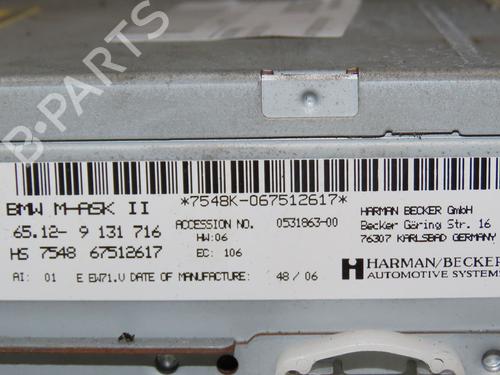 BMW M-ASK II
*7548K-067512617*
65.12- 9 131 716
HS 7548 67512617
ACCESSION NO. 0531863-00
HW:06
EC: 106
HARMAN BECKER GmbH
Becker Göring Str. 16
76307 KARLSBAD GERMANY
AI: 01 E EW71.V DATE OF MANUFACTURE: 48/06
HARMAN/BECKER
AUTOMOTIVE SYSTEMS